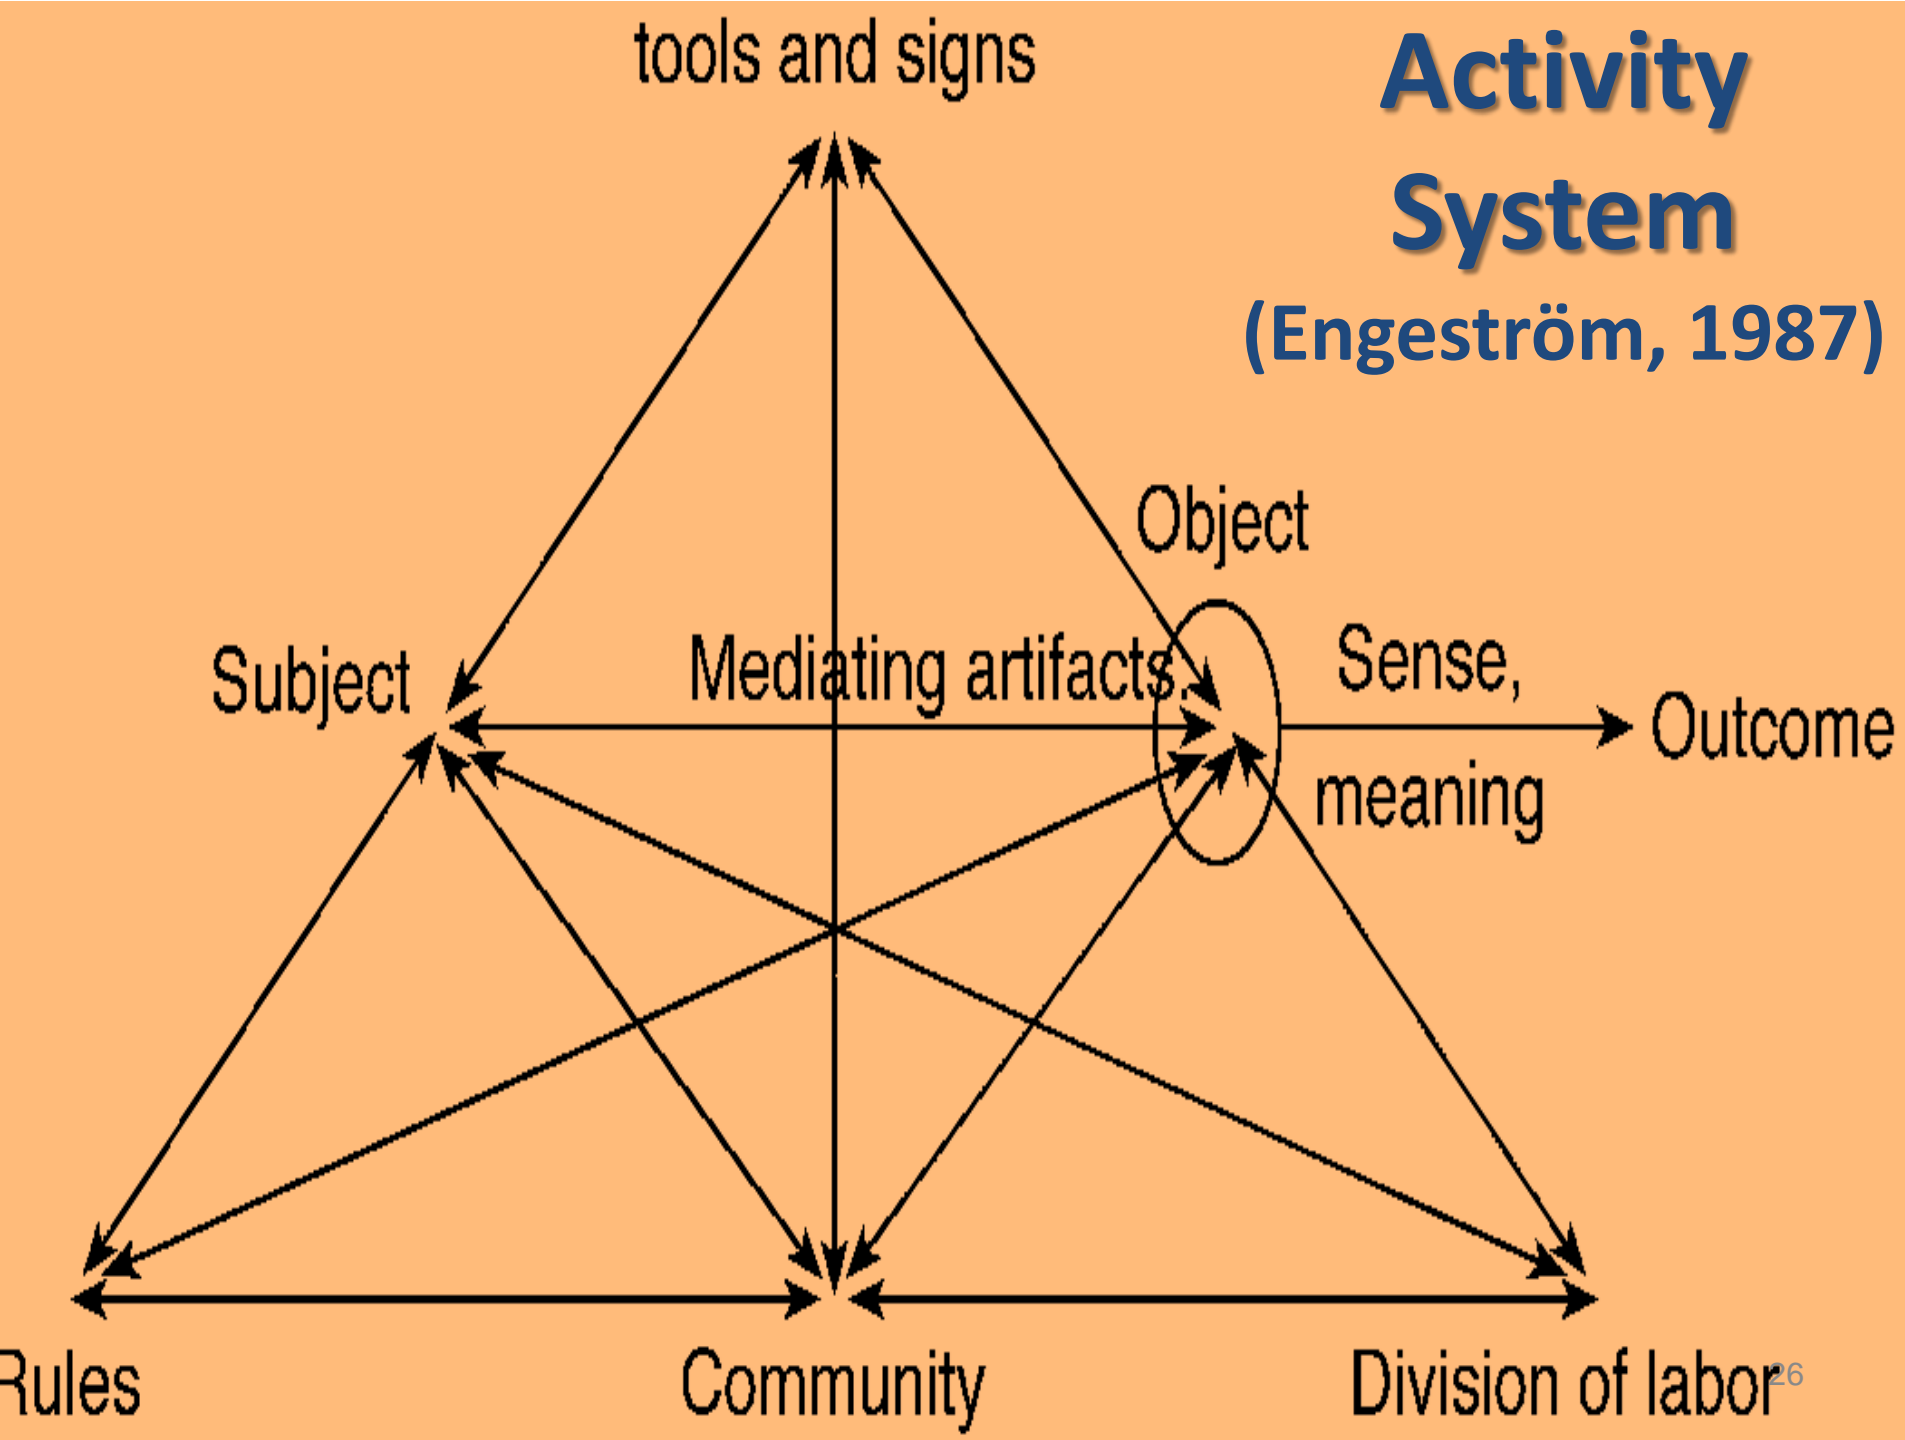 tools and signs
Activity
System
(Engeström, 1987)
Object
Subject
Mediating artifacts.
Sense,
Outcome
meaning
Rules
Community
Division of labor
26